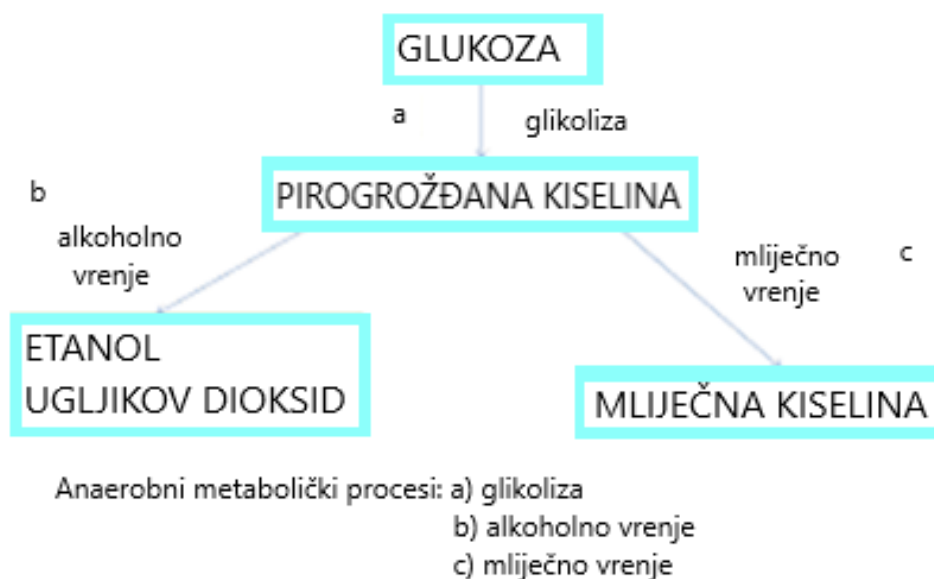 GLUKOZA
a
glikoliza
PIROGROŽĐANA KISELINA
b
alkoholno
vrenje
mliječno
vrenje
c
ETANOL
UGLJIKOV DIOKSID
MLIJEČNA KISELINA
Anaerobni metabolički procesi: a) glikoliza
b) alkoholno vrenje
c) mliječno vrenje